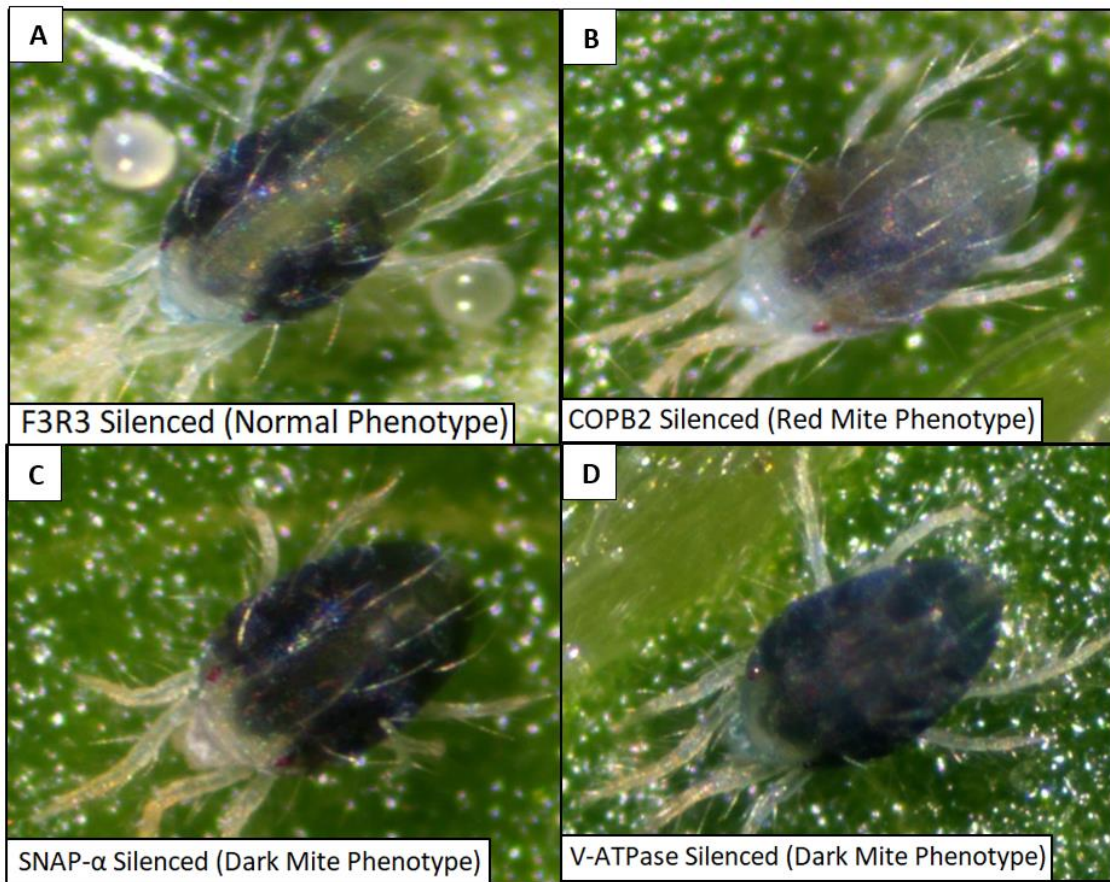 A
B
F3R3 Silenced (Normal Phenotype)
COPB2 Silenced (Red Mite Phenotype)
C
D
SNAP-α Silenced (Dark Mite Phenotype)
V-ATPase Silenced (Dark Mite Phenotype)